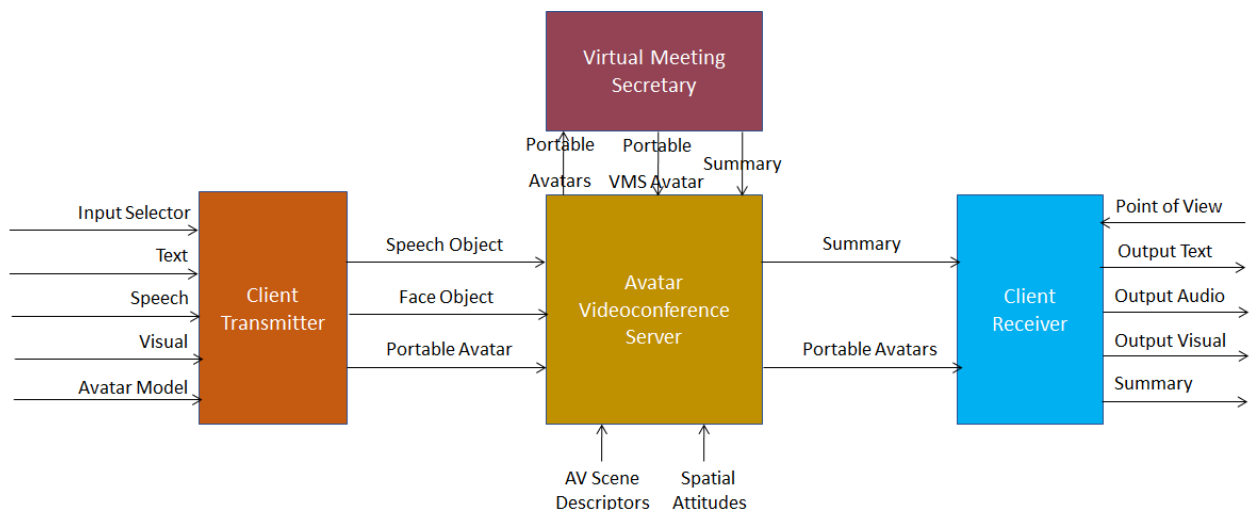 Virtual Meeting
Secretary
Portable
Avatars
Portable
VMS Avatar
Summary
Input Selector
Text
Speech
Visual
Avatar Model
Client
Transmitter
Speech Object
Face Object
Portable Avatar
Avatar
Videoconference
Server
AV Scene
Descriptors
Spatial
Attitudes
Summary
Portable Avatars
Client
Receiver
Point of View
Output Text
Output Audio
Output Visual
Summary